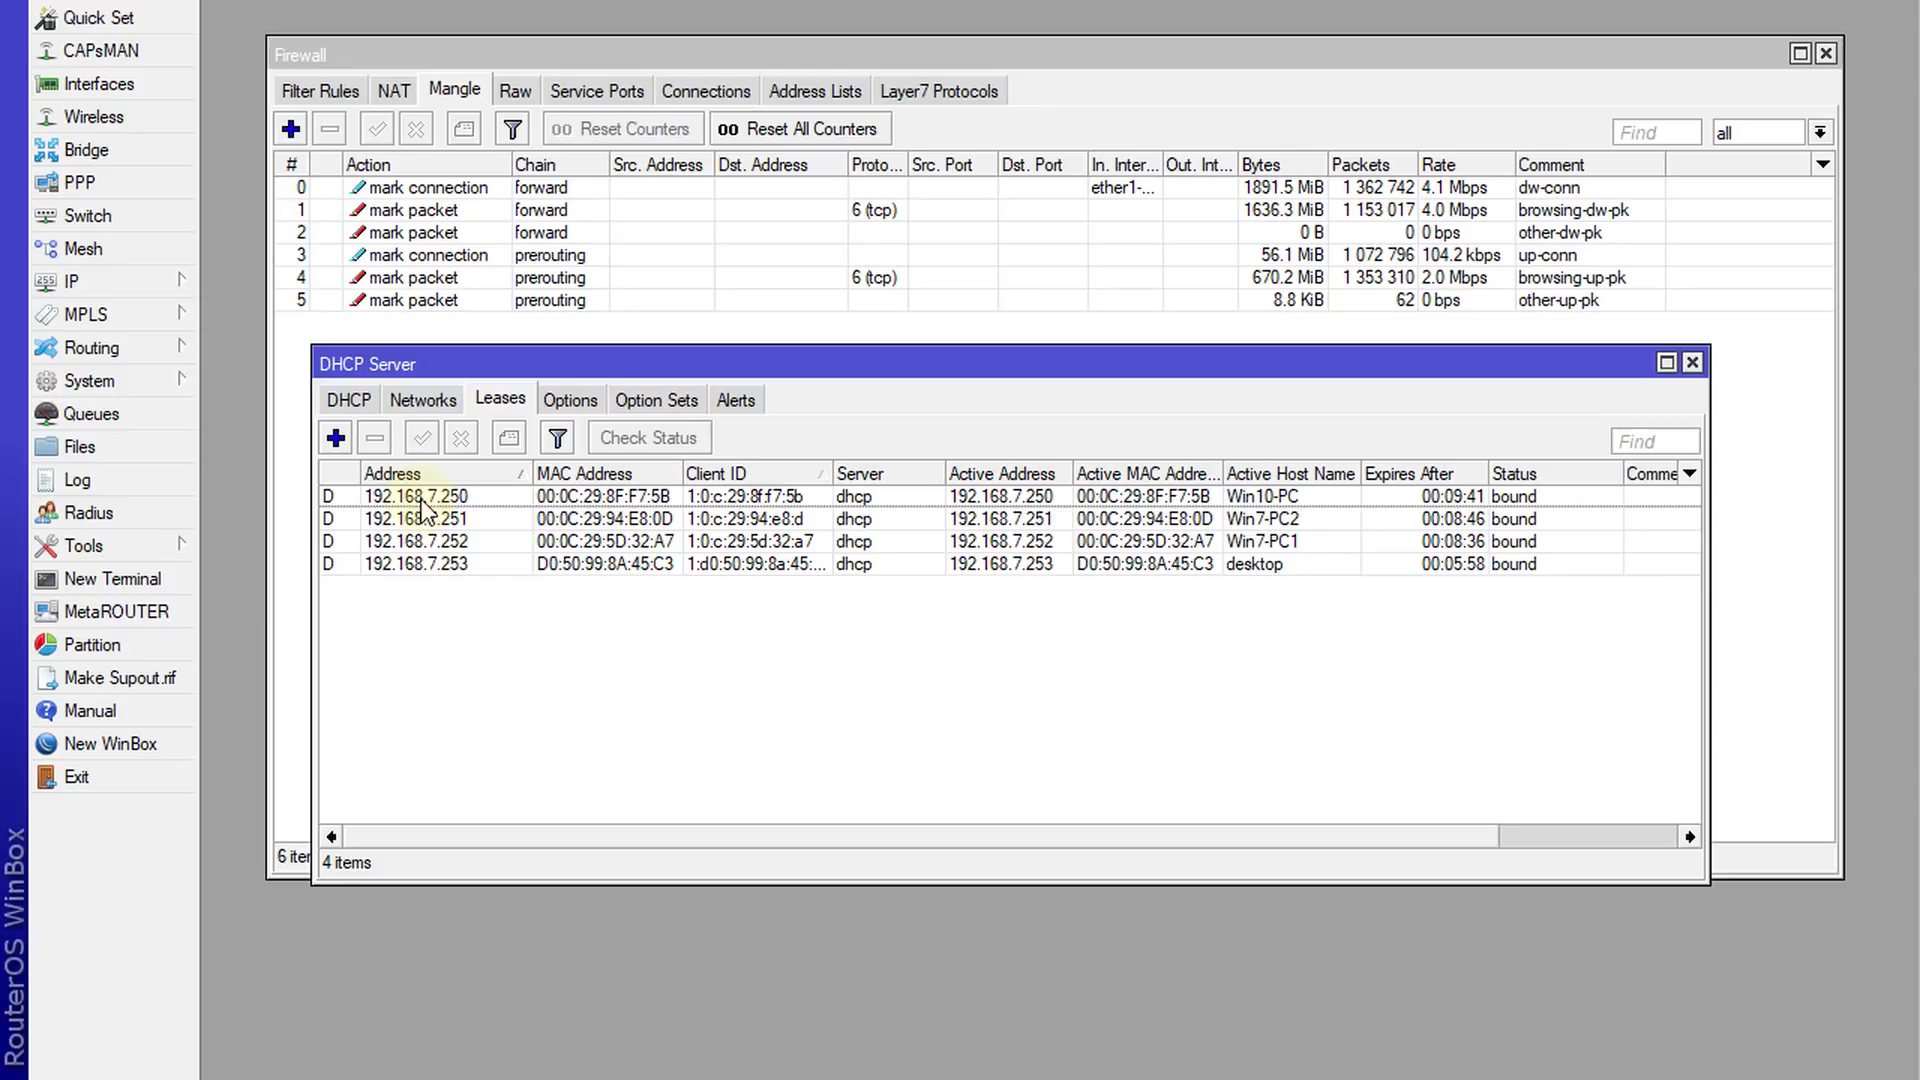 Quick Set
CAPsMAN
Interfaces
Wireless
Bridge
PPP
Switch
Mesh
IP
MPLS
Routing
System
Queues
Files
Log
Radius
Tools
New Terminal
MetaROUTER
Partition
Make Supout.rif
Manual
New WinBox
Exit
RouterOS WinBox
Firewall
Filter Rules NAT Mangle Raw Service Ports Connections Address Lists Layer7 Protocols
00 Reset Counters 00 Reset All Counters Find all
# Action Chain Src. Address Dst. Address Proto... Src. Port Dst. Port In. Inter... Out. Int... Bytes Packets Rate Comment
0 mark connection forward ether1-... 1891.5 MiB 1 362 742 4.1 Mbps dw-conn
1 mark packet forward 6 (tcp) 1636.3 MiB 1 153 017 4.0 Mbps browsing-dw-pk
2 mark packet forward 0 B 0 0 bps other-dw-pk
3 mark connection prerouting 56.1 MiB 1 072 796 104.2 kbps up-conn
4 mark packet prerouting 6 (tcp) 670.2 MiB 1 353 310 2.0 Mbps browsing-up-pk
5 mark packet prerouting 8.8 KiB 62 0 bps other-up-pk
DHCP Server
DHCP Networks Leases Options Option Sets Alerts
Check Status Find
Address MAC Address Client ID Server Active Address Active MAC Addre... Active Host Name Expires After Status Comme
D 192.168.7.250 00:0C:29:8F:F7:5B 1:0:c:29:8f:f7:5b dhcp 192.168.7.250 00:0C:29:8F:F7:5B Win10-PC 00:09:41 bound
D 192.168.7.251 00:0C:29:94:E8:0D 1:0:c:29:94:e8:d dhcp 192.168.7.251 00:0C:29:94:E8:0D Win7-PC2 00:08:46 bound
D 192.168.7.252 00:0C:29:5D:32:A7 1:0:c:29:5d:32:a7 dhcp 192.168.7.252 00:0C:29:5D:32:A7 Win7-PC1 00:08:36 bound
D 192.168.7.253 D0:50:99:8A:45:C3 1:d0:50:99:8a:45:... dhcp 192.168.7.253 D0:50:99:8A:45:C3 desktop 00:05:58 bound
4 items
6 iter